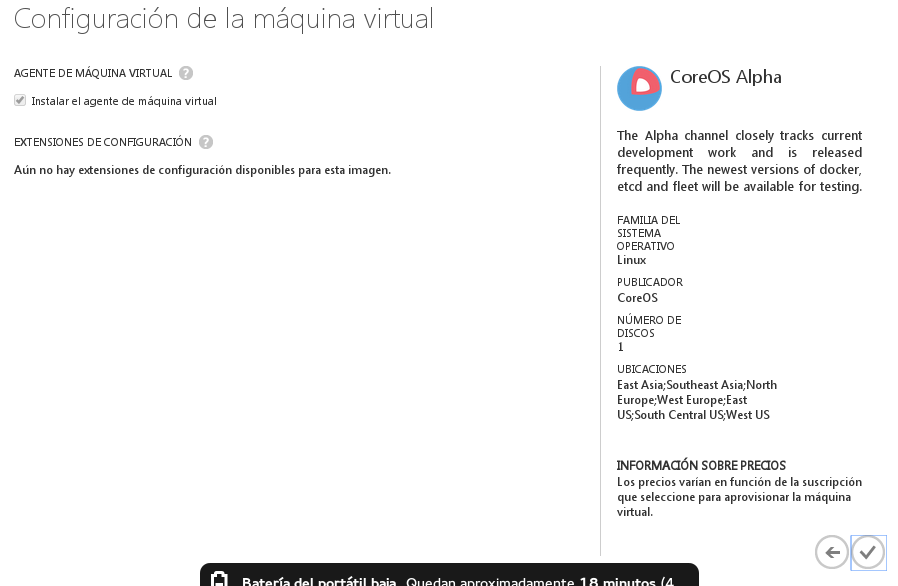 Configuración de la máquina virtual
AGENTE DE MÁQUINA VIRTUAL ?
Instalar el agente de máquina virtual
EXTENSIONES DE CONFIGURACIÓN ?
Aún no hay extensiones de configuración disponibles para esta imagen.
CoreOS Alpha
The Alpha channel closely tracks current
development work and is released
frequently. The newest versions of docker,
etcd and fleet will be available for testing.
FAMILIA DEL
SISTEMA
OPERATIVO
Linux
PUBLICADOR
CoreOS
NÚMERO DE
DISCOS
1
UBICACIONES
East Asia;Southeast Asia;North
Europe;West Europe;East
US;South Central US;West US
INFORMACIÓN SOBRE PRECIOS
Los precios varían en función de la suscripción
que seleccione para aprovisionar la máquina
virtual.
Batería del portátil baja Quedan aproximadamente 18 minutos (4